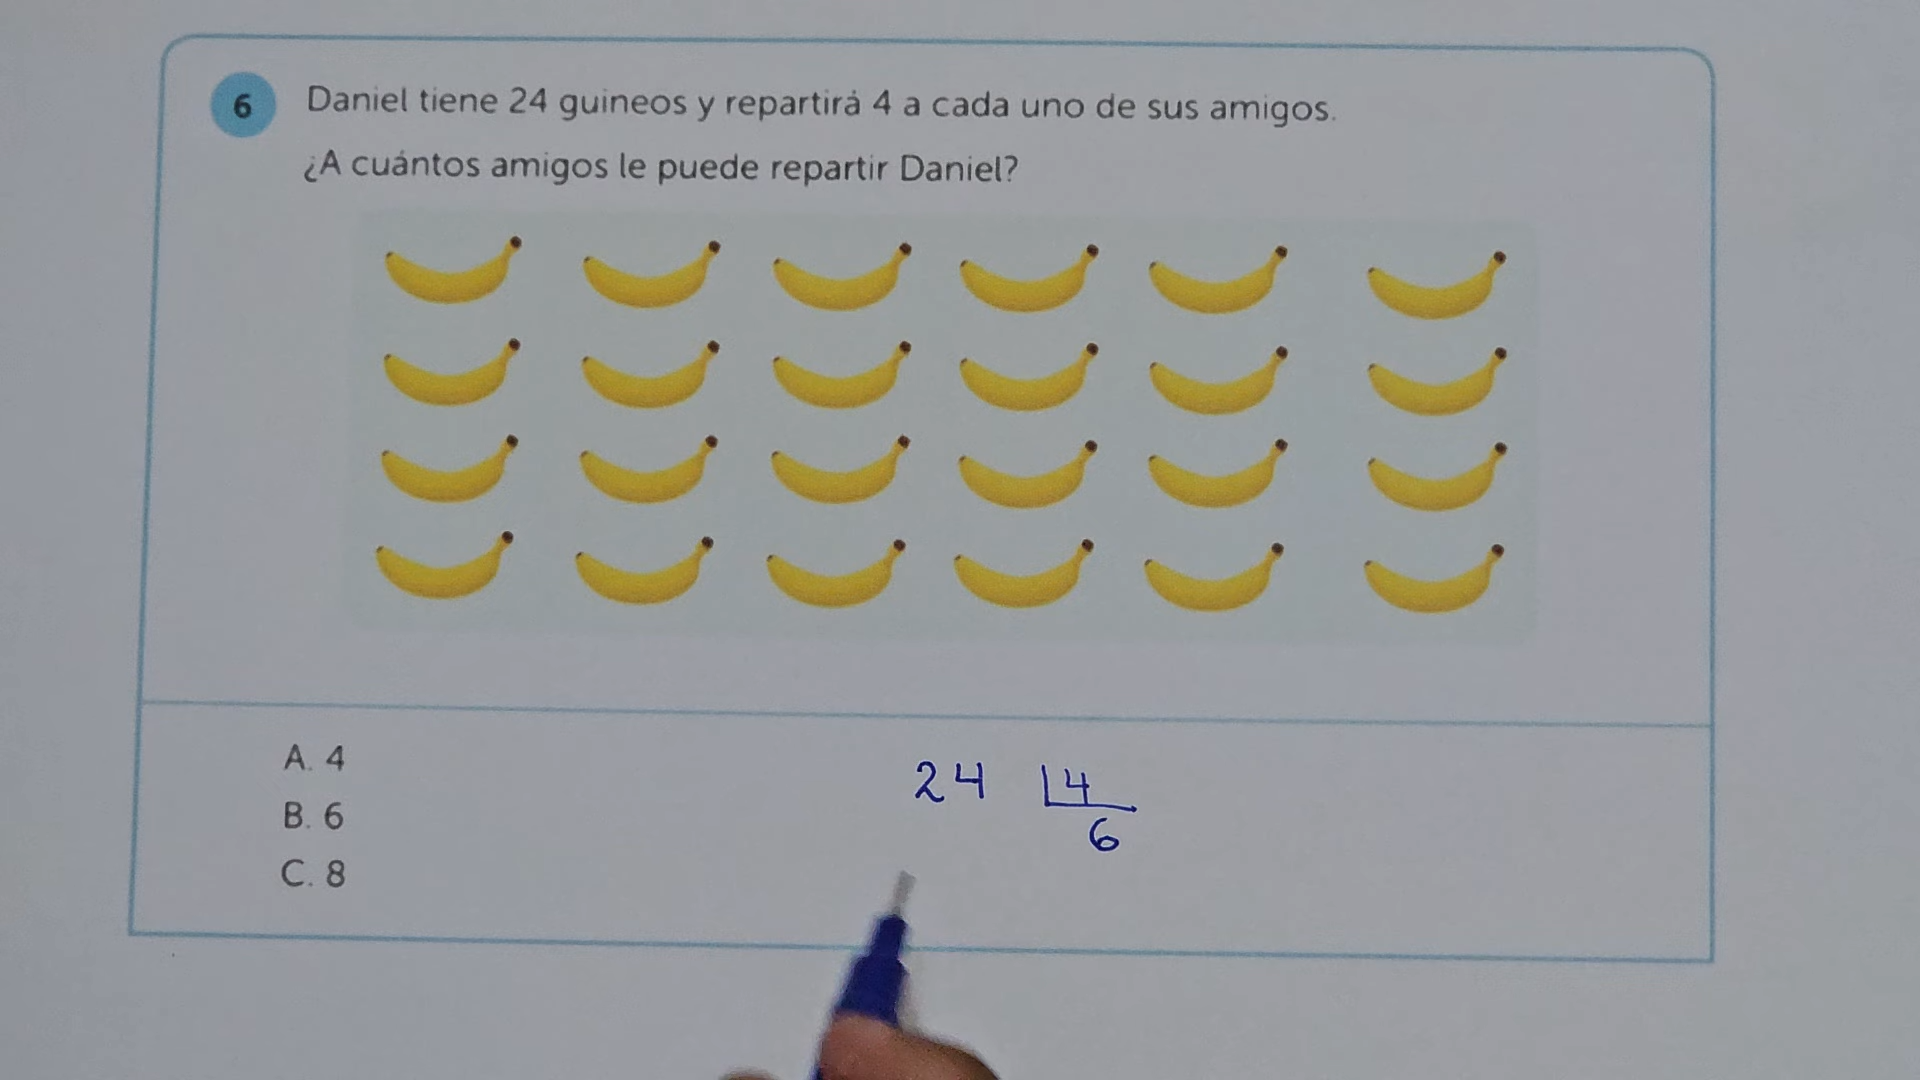 6 Daniel tiene 24 guineos y repartirá 4 a cada uno de sus amigos.
¿A cuántos amigos le puede repartir Daniel?
A. 4
B. 6
C. 8
24 4
6